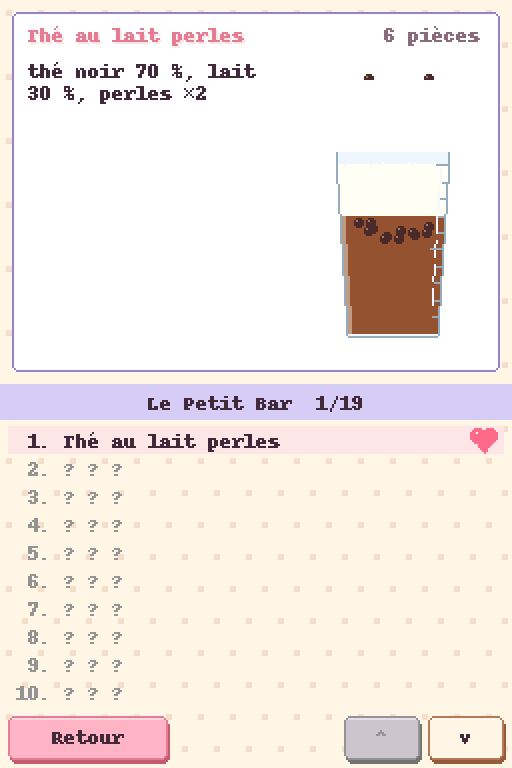 Thé au lait perles
6 pièces
thé noir 70 %, lait
30 %, perles ×2
Le Petit Bar 1/19
1. Thé au lait perles
2. ? ? ?
3. ? ? ?
4. ? ? ?
5. ? ? ?
6. ? ? ?
7. ? ? ?
8. ? ? ?
9. ? ? ?
10. ? ? ?
Retour
^
v